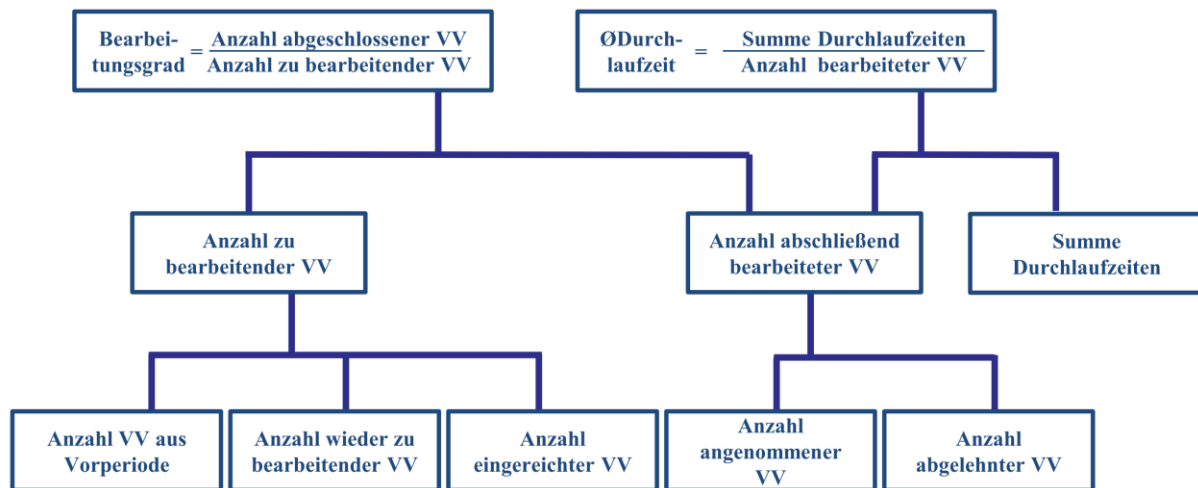 Bearbei-
tungsgrad = Anzahl abgeschlossener VV
Anzahl zu bearbeitender VV
ØDurch-
laufzeit = Summe Durchlaufzeiten
Anzahl bearbeiteter VV
Anzahl zu
bearbeitender VV
Anzahl abschließend
bearbeiteter VV
Summe
Durchlaufzeiten
Anzahl VV aus
Vorperiode
Anzahl wieder zu
bearbeitender VV
Anzahl
eingereichter VV
Anzahl
angenommener
VV
Anzahl
abgelehnter VV